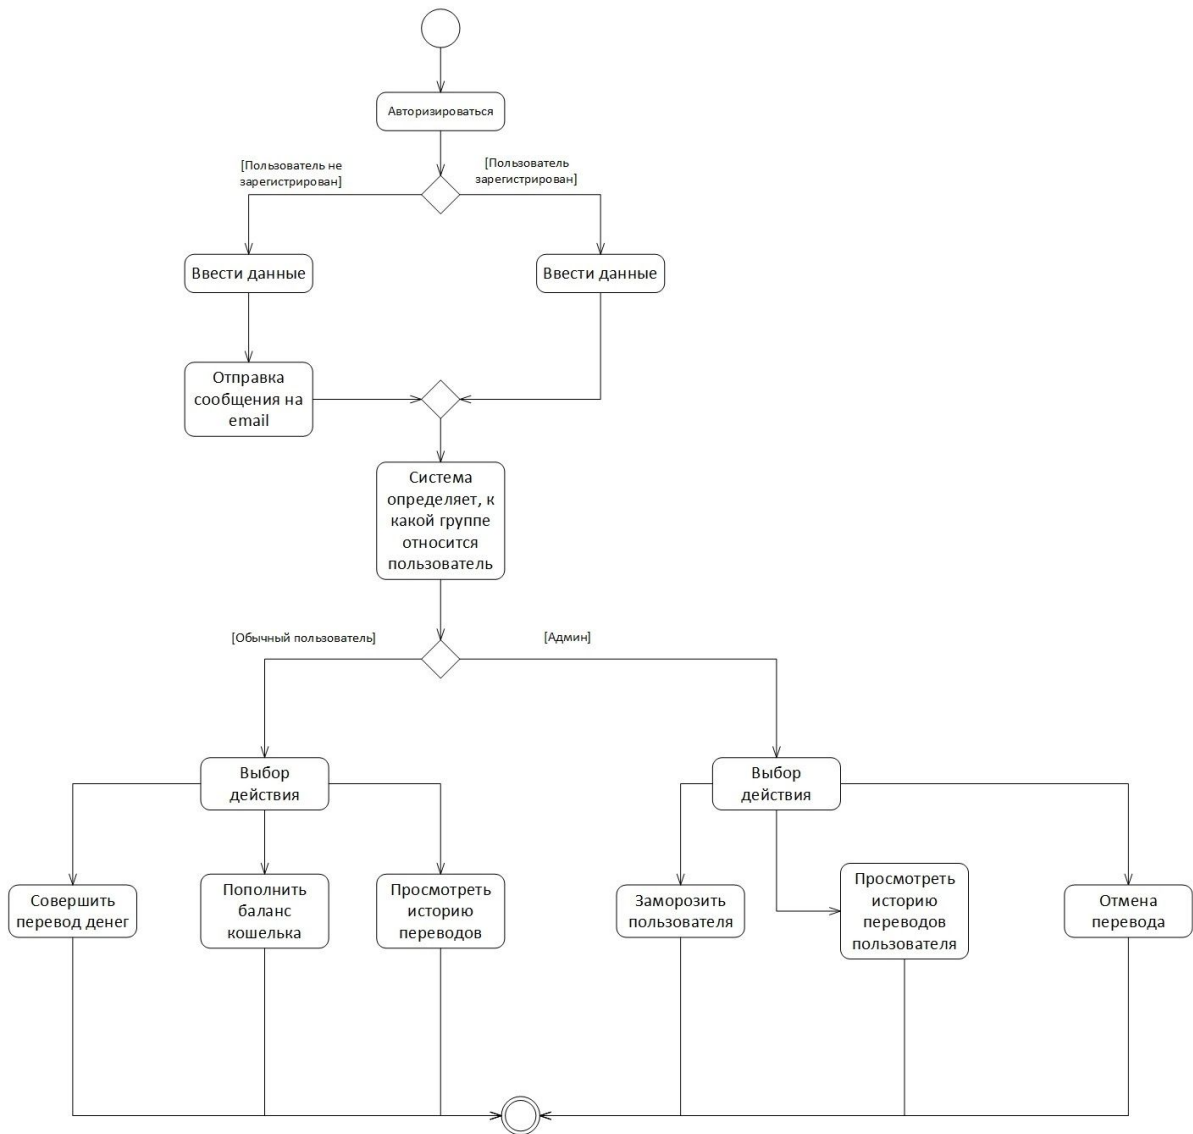 Авторизироваться
[Пользователь не
зарегистрирован]
[Пользователь
зарегистрирован]
Ввести данные
Ввести данные
Отправка
сообщения на
email
Система
определяет, к
какой группе
относится
пользователь
[Обычный пользователь]
[Админ]
Выбор
действия
Выбор
действия
Совершить
перевод денег
Пополнить
баланс
кошелька
Просмотреть
историю
переводов
Заморозить
пользователя
Просмотреть
историю
переводов
пользователя
Отмена
перевода